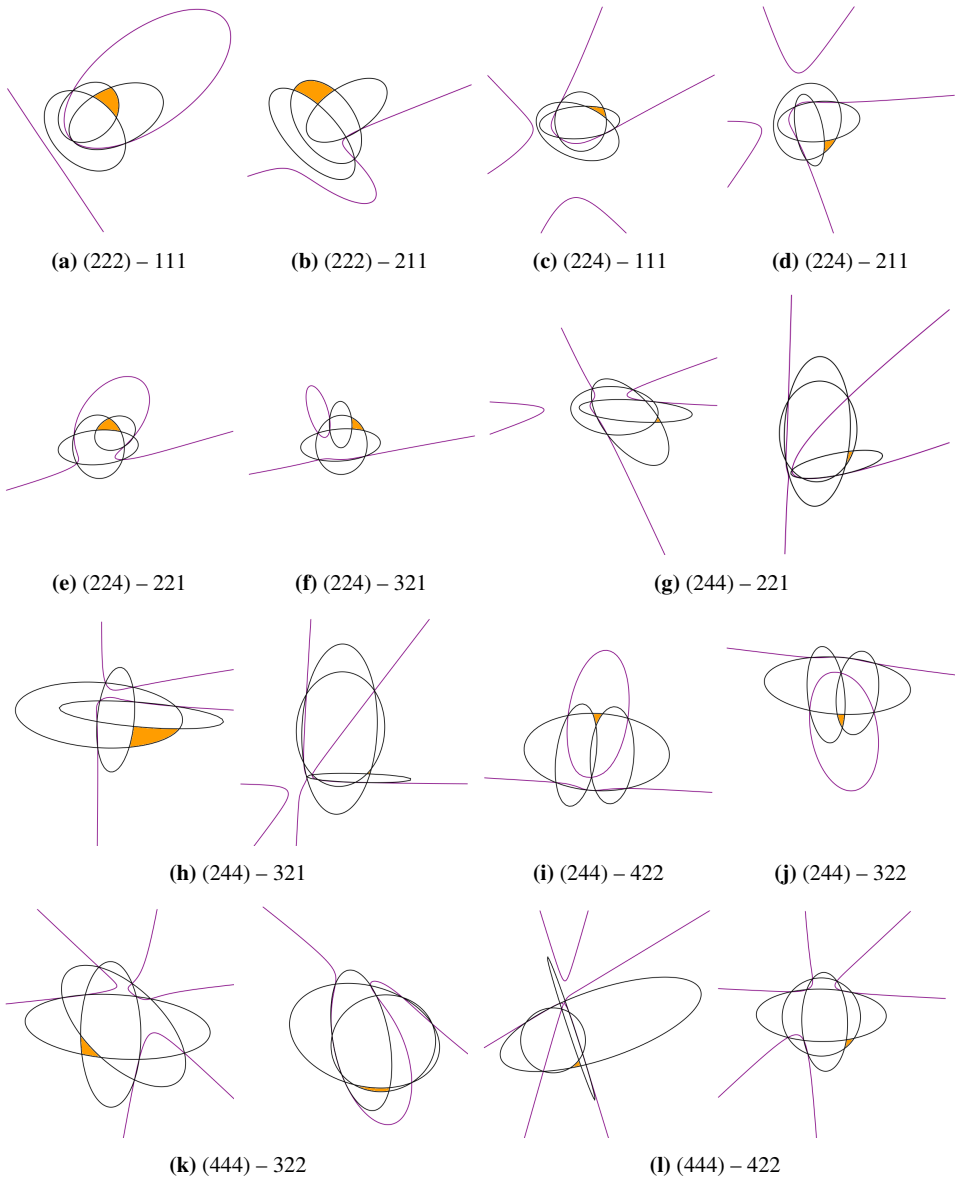 (a) (222) – 111
(b) (222) – 211
(c) (224) – 111
(d) (224) – 211
(e) (224) – 221
(f) (224) – 321
(g) (244) – 221
(h) (244) – 321
(i) (244) – 422
(j) (244) – 322
(k) (444) – 322
(l) (444) – 422